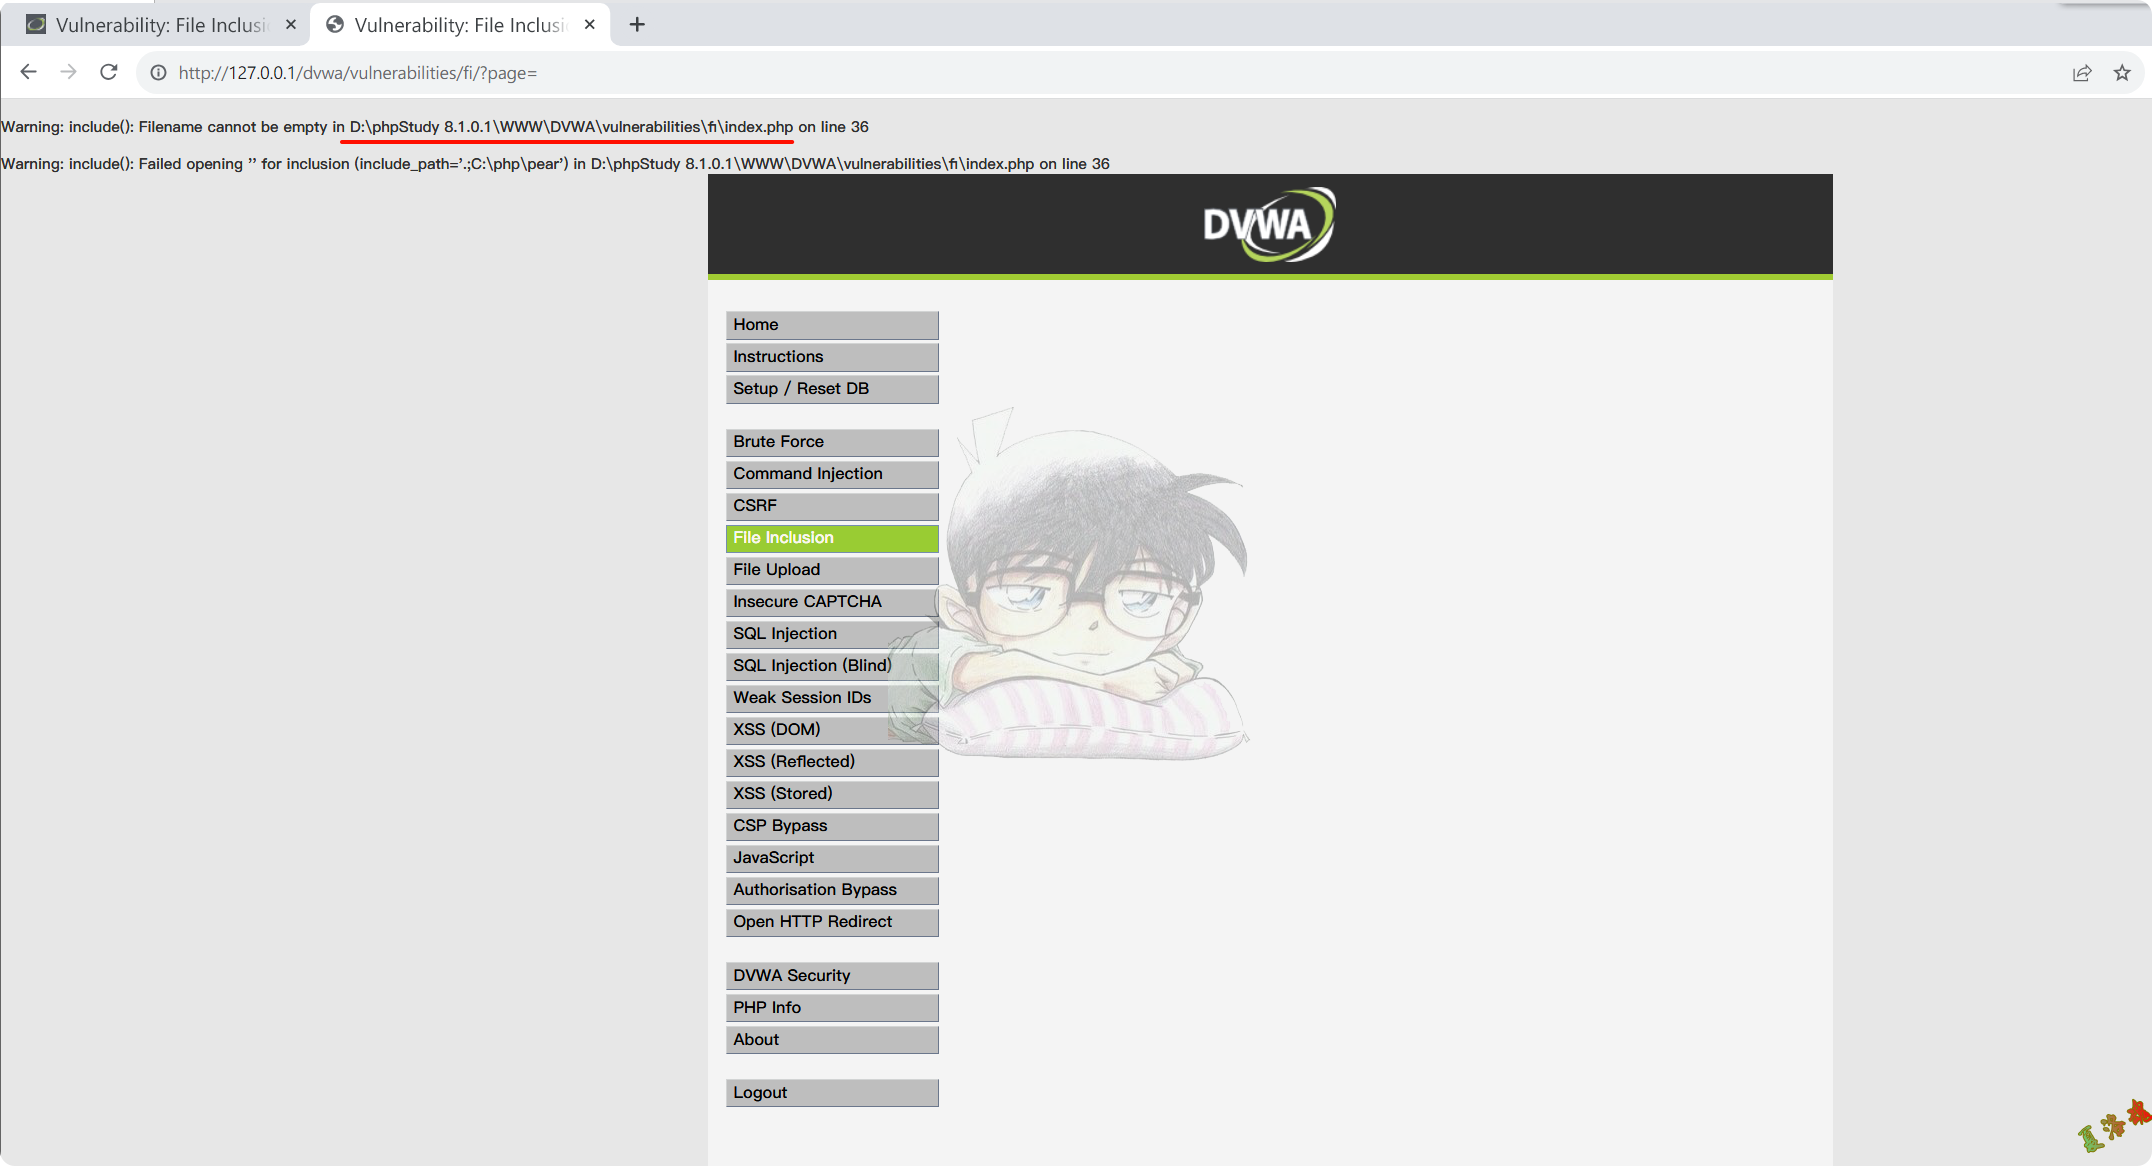 Vulnerability: File Inclusi
Vulnerability: File Inclusi
http://127.0.0.1/dvwa/vulnerabilities/fi/?page=
Warning: include(): Filename cannot be empty in D:\phpStudy 8.1.0.1\WWW\DVWA\vulnerabilities\fi\index.php on line 36
Warning: include(): Failed opening '' for inclusion (include_path='.;C:\php\pear') in D:\phpStudy 8.1.0.1\WWW\DVWA\vulnerabilities\fi\index.php on line 36
DVWA
Home
Instructions
Setup / Reset DB
Brute Force
Command Injection
CSRF
File Inclusion
File Upload
Insecure CAPTCHA
SQL Injection
SQL Injection (Blind)
Weak Session IDs
XSS (DOM)
XSS (Reflected)
XSS (Stored)
CSP Bypass
JavaScript
Authorisation Bypass
Open HTTP Redirect
DVWA Security
PHP Info
About
Logout